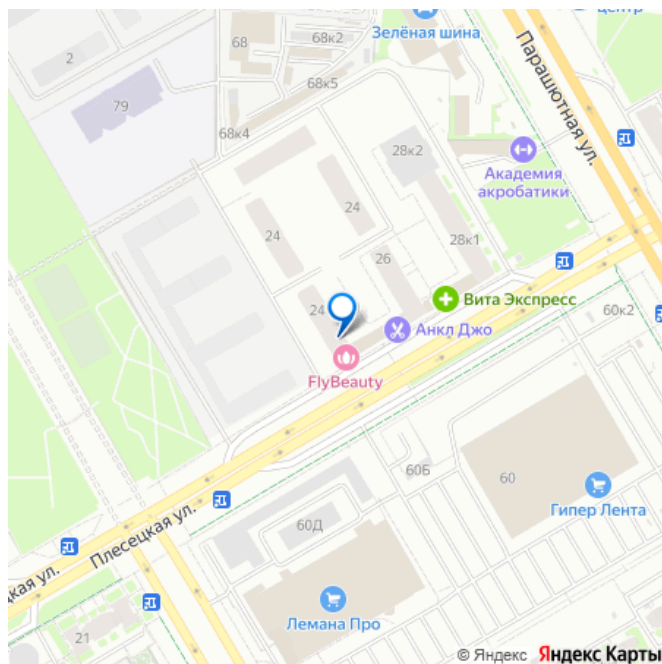 центр
68к2
68
Зелёная шина
2
68к5
Парашютная ул.
79
68к4
28к2
Академия
акробатики
24
24
28к1
26
Вита Экспресс
24
60к2
Анкл Джо
FlyBeauty
60Б
60
Гипер Лента
60Д
Плесецкая ул.
цкая ул.
Лемана Про
21
© Яндекс Яндекс Карты